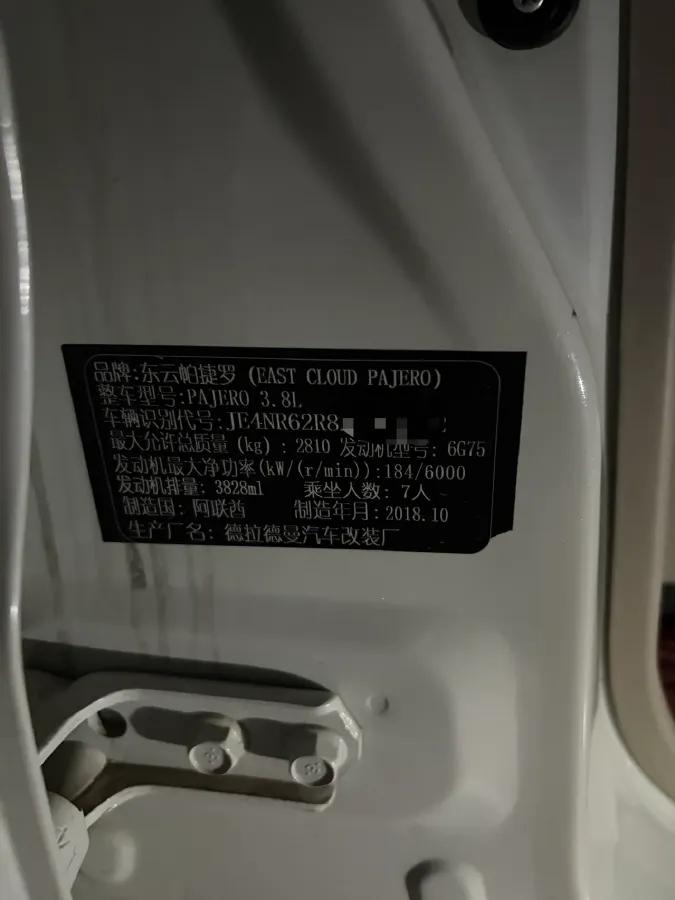 品牌:东云帕捷罗 (EAST CLOUD PAJERO)
整车型号:PAJERO 3.8L
车辆识别代号:JE4NR62R8
最大允许总质量 (kg) : 2810 发动机型号: 6G75
发动机最大净功率(kW/(r/min)):184/6000
发动机排量: 3828ml 乘坐人数: 7人
制造国: 阿联酋 制造年月:2018.10
生产厂名: 德拉德曼汽车改装厂